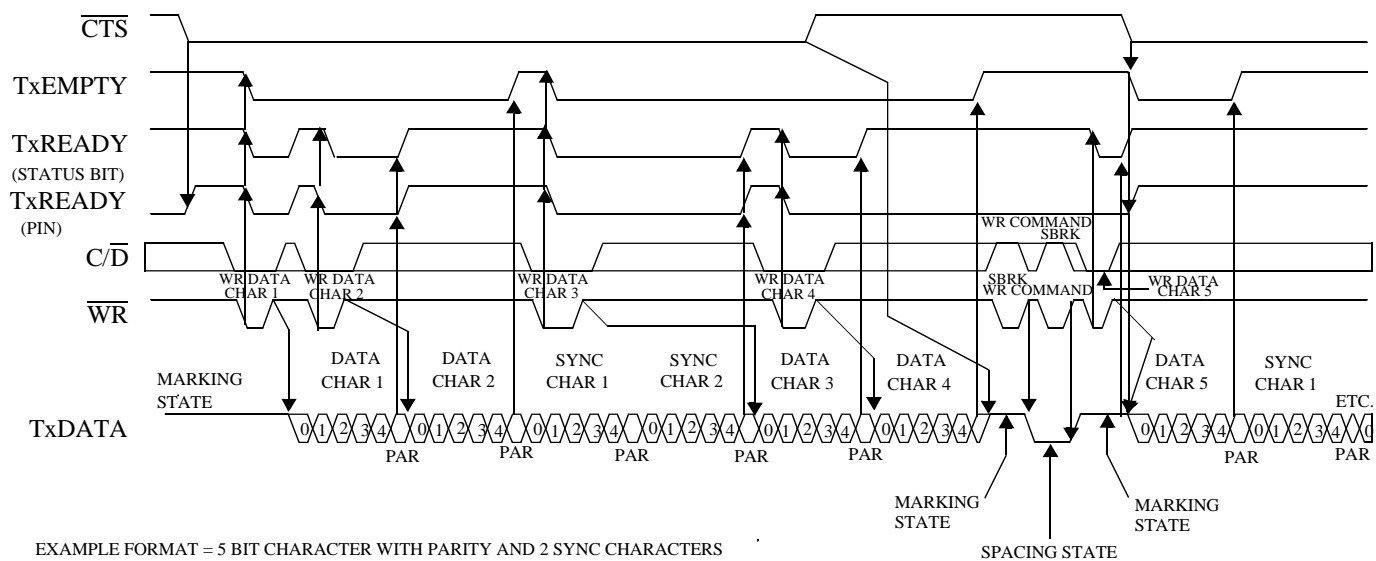 CTS
TxEMPTY
TxREADY
(STATUS BIT)
TxREADY
(PIN)
WR COMMAND
SBRK
C/D
WR DATA
CHAR 1
WR DATA
CHAR 2
WR DATA
CHAR 3
WR DATA
CHAR 4
SBRK
WR COMMAND
WR DATA
CHAR 5
WR
MARKING
STATE
DATA
CHAR 1
DATA
CHAR 2
SYNC
CHAR 1
SYNC
CHAR 2
DATA
CHAR 3
DATA
CHAR 4
DATA
CHAR 5
SYNC
CHAR 1
ETC.
TxDATA
0 1 2 3 4 0 1 2 3 4 0 1 2 3 4 0 1 2 3 4 0 1 2 3 4 0 1 2 3 4 0 1 2 3 4 0 1 2 3 4 0
PAR
PAR
PAR
PAR
PAR
PAR
PAR
MARKING
STATE
SPACING STATE
MARKING
STATE
EXAMPLE FORMAT = 5 BIT CHARACTER WITH PARITY AND 2 SYNC CHARACTERS